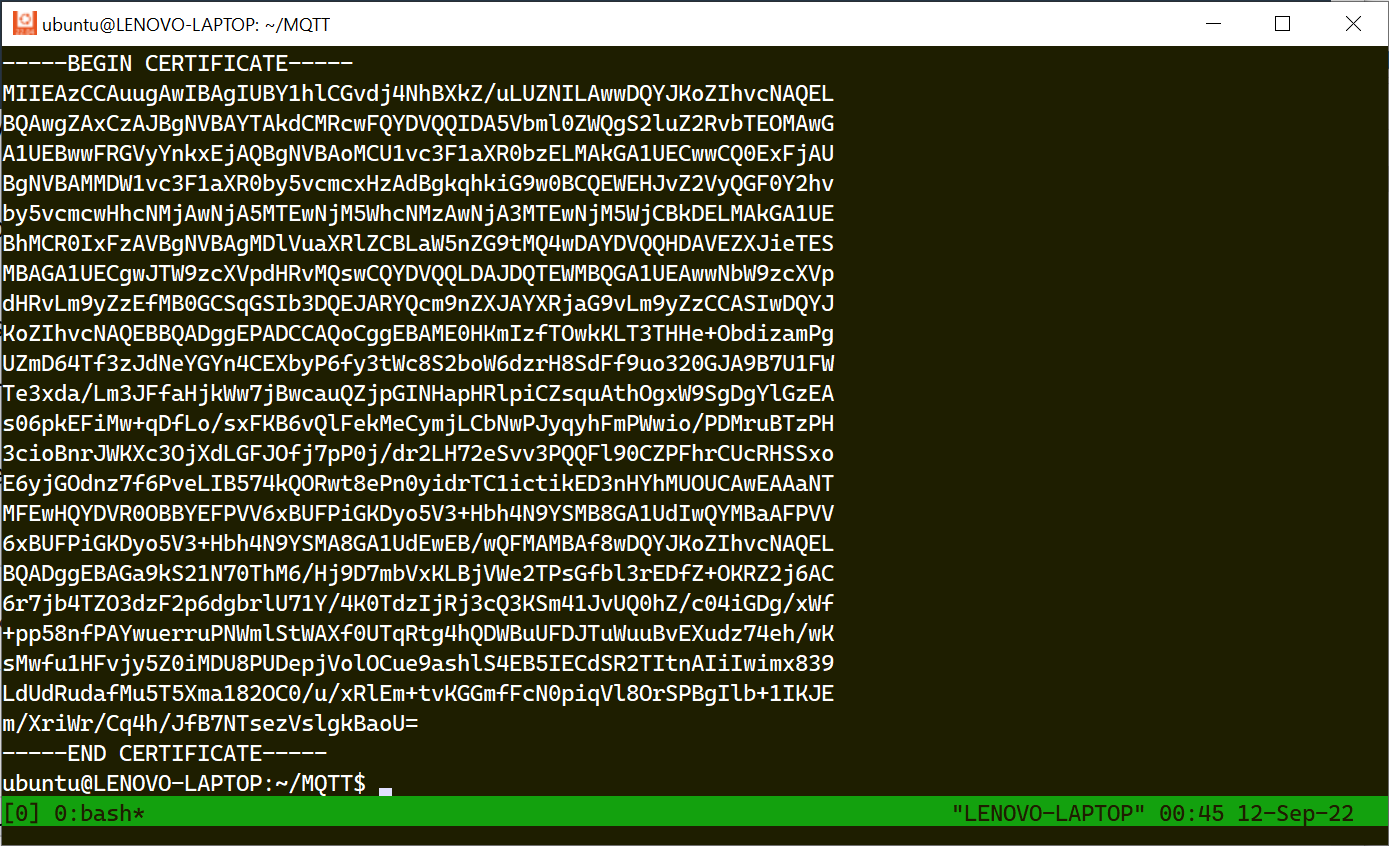 ubuntu@LENOVO-LAPTOP: ~/MQTT
-----BEGIN CERTIFICATE-----
MIIEAzCCAuugAwIBAgIUBY1hlCGvdj4NhBXkZ/uLUZNILAwwDQYJKoZIhvcNAQEL
BQAwgZAxCzAJBgNVBAYTAkdCMRcwFQYDVQQIDA5Vbml0ZWQgS2luZ2RvbTEOMAwG
A1UEBwwFRGVyYnkxEjAQBgNVBAoMCU1vc3F1aXR0bzELMAkGA1UECwwCQ0ExFjAU
BgNVBAMMDW1vc3F1aXR0by5vcmcxHzAdBgkqhkiG9w0BCQEWEHJvZ2VyQGF0Y2hv
by5vcmcwHhcNMjAwNjA5MTEwNjM5WhcNMzAwNjA3MTEwNjM5WjCBkDELMAkGA1UE
BhMCR0IxFzAVBgNVBAgMDlVuaXRlZCBLaW5nZG9tMQ4wDAYDVQQHDAVEZXJieTES
MBAGA1UECgwJTW9zcXVpdHRvMQswCQYDVQQLDAJDQTEWMBQGA1UEAwwNbW9zcXVp
dHRvLm9yZzEfMB0GCSqGSIb3DQEJARYQcm9nZXJAYXRjaG9vLm9yZzCCASIwDQYJ
KoZIhvcNAQEBBQADggEPADCCAQoCggEBAME0HKmIzfTOwkKLT3THHe+ObdizamPg
UZmD64Tf3zJdNeYGYn4CEXbyP6fy3tWc8S2boW6dzrH8SdFf9uo320GJA9B7U1FW
Te3xda/Lm3JFfaHjkWw7jBwcauQZjpGINHapHRlpiCZsquAthOgxW9SgDgYlGzEA
s06pkEFiMw+qDfLo/sxFKB6vQlFekMeCymjLCbNwPJyqyhFmPWwio/PDMruBTzPH
3cioBnrJWKXc3OjXdLGFJOfj7pP0j/dr2LH72eSvv3PQQFl90CZPFhrCUcRHSSxo
E6yjGOdnz7f6PveLIB574kQORwt8ePn0yidrTC1ictikED3nHYhMUOUCAwEAAaNT
MFEwHQYDVR0OBBYEFPVV6xBUFPiGKDyo5V3+Hbh4N9YSMB8GA1UdIwQYMBaAFPVV
6xBUFPiGKDyo5V3+Hbh4N9YSMA8GA1UdEwEB/wQFMAMBAf8wDQYJKoZIhvcNAQEL
BQADggEBAGa9kS21N70ThM6/Hj9D7mbVxKLBjVWe2TPsGfbl3rEDfZ+OKRZ2j6AC
6r7jb4TZO3dzF2p6dgbrlU71Y/4K0TdzIjRj3cQ3KSm41JvUQ0hZ/c04iGDg/xWf
+pp58nfPAYwuerruPNWmlStWAXf0UTqRtg4hQDWBuUFDJTuWuuBvEXudz74eh/wK
sMwfu1HFvjy5Z0iMDU8PUDepjVolOCue9ashlS4EB5IECdSR2TItnAIiIwimx839
LdUdRudafMu5T5Xma182OC0/u/xRlEm+tvKGGmfFcN0piqVl8OrSPBgIlb+1IKJE
m/XriWr/Cq4h/JfB7NTsezVslgkBaoU=
-----END CERTIFICATE-----
ubuntu@LENOVO-LAPTOP:~/MQTT$
[0] 0:bash* "LENOVO-LAPTOP" 00:45 12-Sep-22